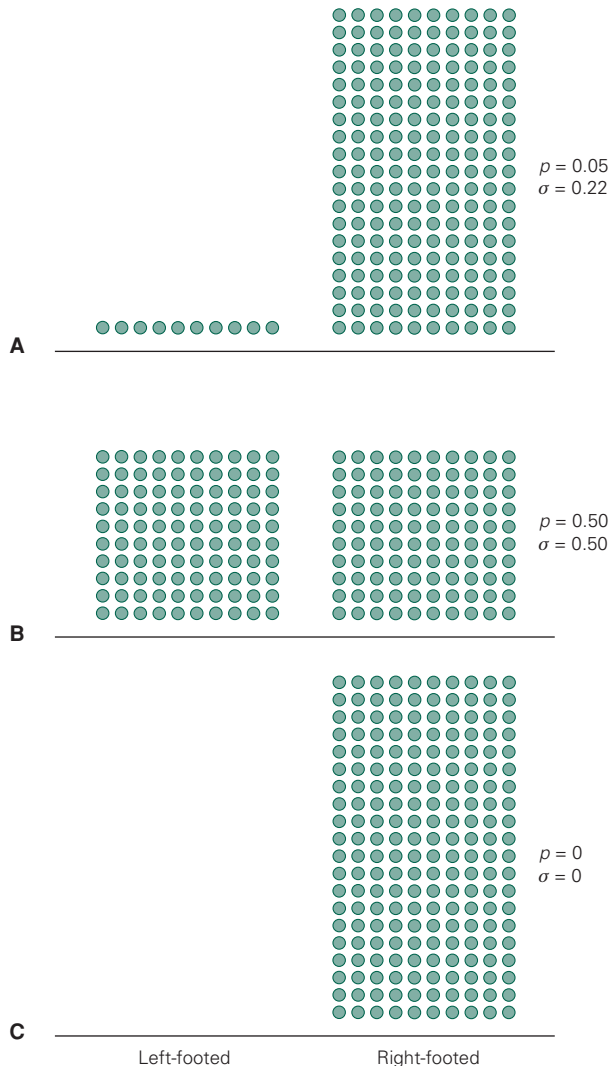 p = 0.05
σ = 0.22
A
p = 0.50
σ = 0.50
B
p = 0
σ = 0
C
Left-footed Right-footed